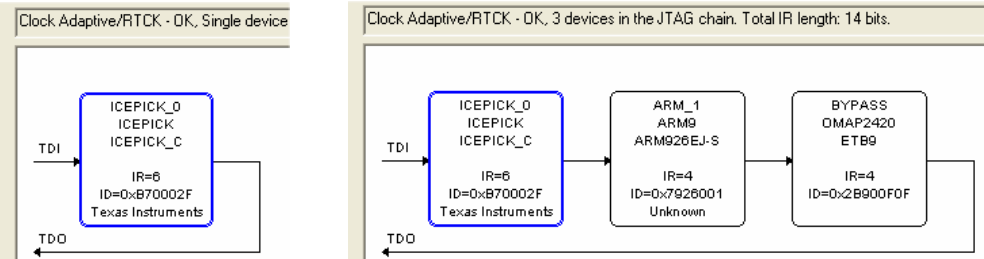 Clock Adaptive/RTCK - OK, Single device
TDI
ICEPICK_0
ICEPICK
ICEPICK_C
IR=6
ID=0xB70002F
Texas Instruments
TDO
Clock Adaptive/RTCK - OK, 3 devices in the JTAG chain. Total IR length: 14 bits.
TDI
ICEPICK_0
ICEPICK
ICEPICK_C
IR=6
ID=0xB70002F
Texas Instruments
ARM_1
ARM9
ARM926EJ-S
IR=4
ID=0x7926001
Unknown
BYPASS
OMAP2420
ETB9
IR=4
ID=0x2B900F0F
TDO